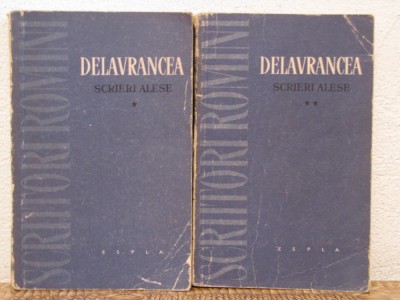 SCRIITORI ROMÎNI
DELAVRANCEA
SCRIERI ALESE
*
E S P L A
SCRIITORI ROMÎNI
DELAVRANCEA
SCRIERI ALESE
**
E S P L A